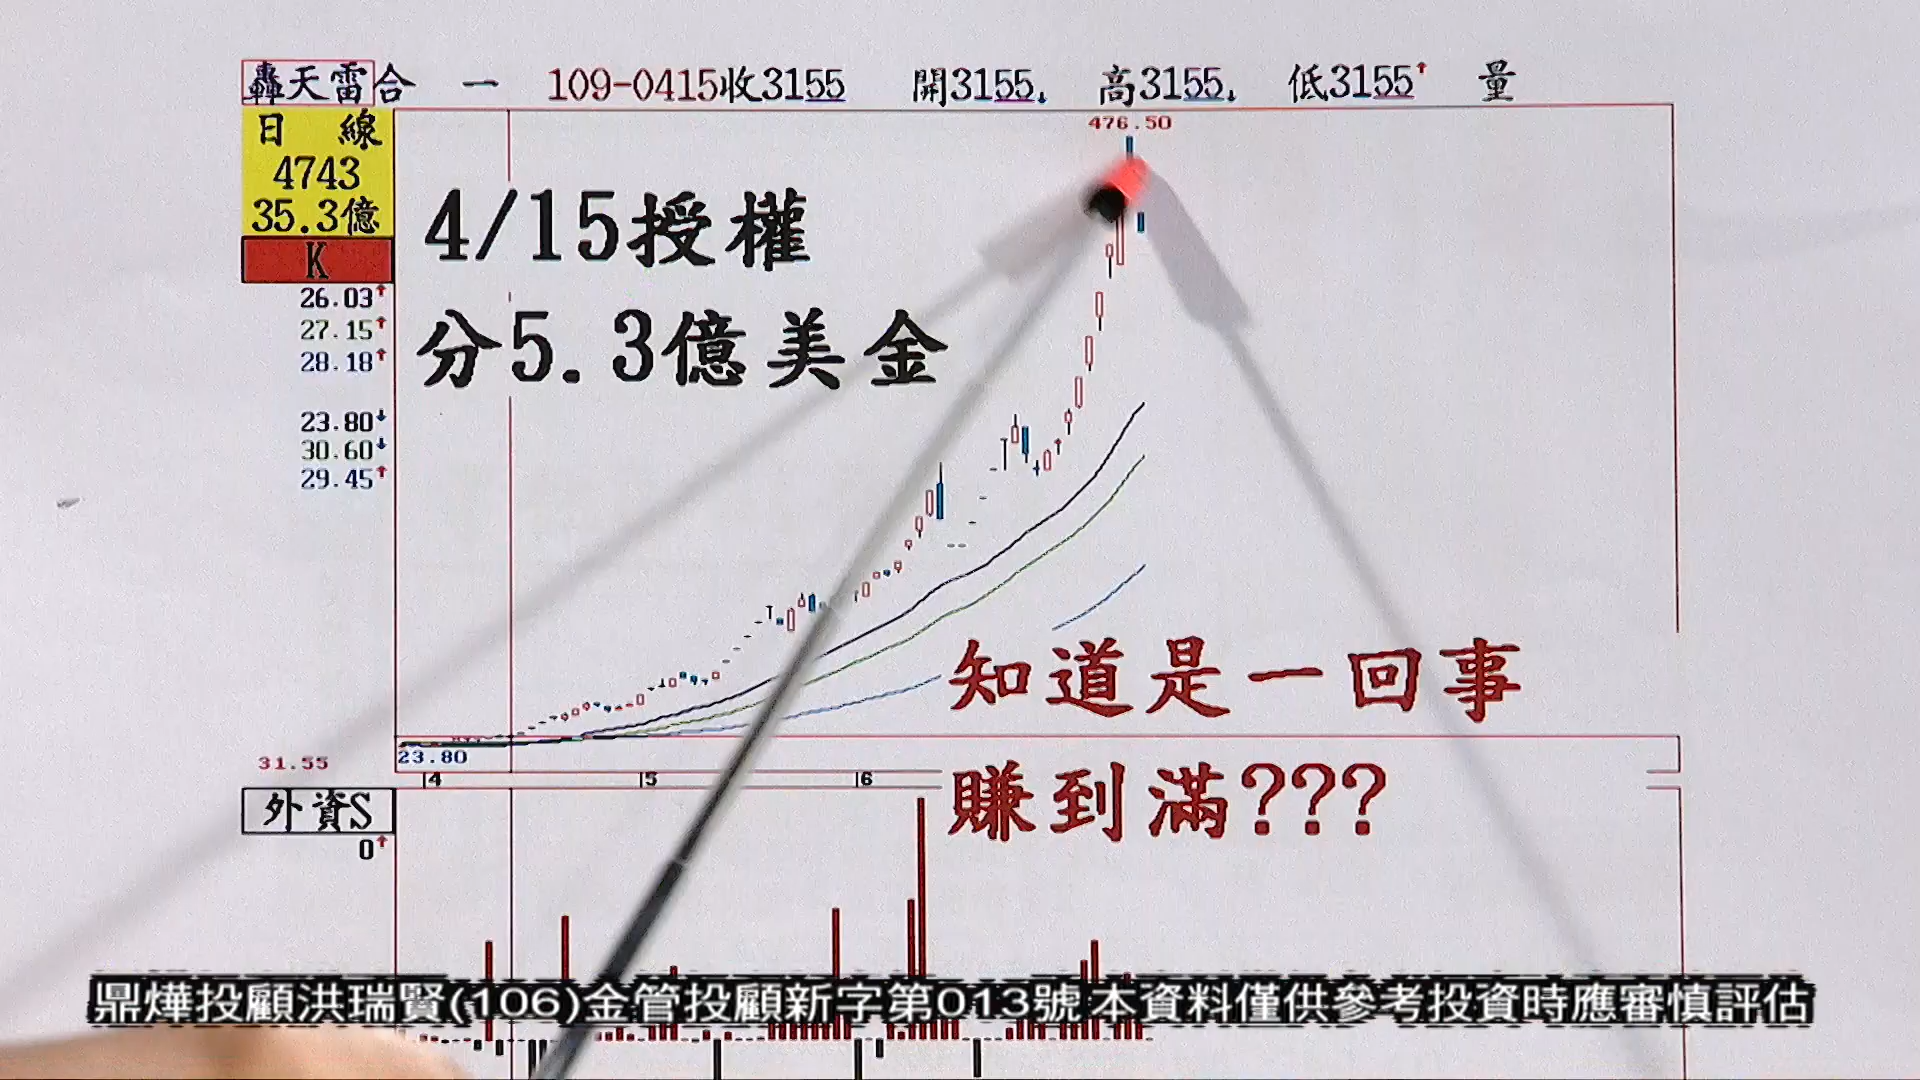 轟天雷合 一 109-0415收3155 開3155 高3155 低3155 量
日 線
4743
35.3億
K
26.03
27.15
28.18
23.80
30.60
29.45
476.50
4/15授權
分5.3億美金
知道是一回事
賺到滿???
31.55
23.80
4 5 6
外資S
0
鼎燁投顧洪瑞賢(106)金管投顧新字第013號 本資料僅供參考投資時應審慎評估